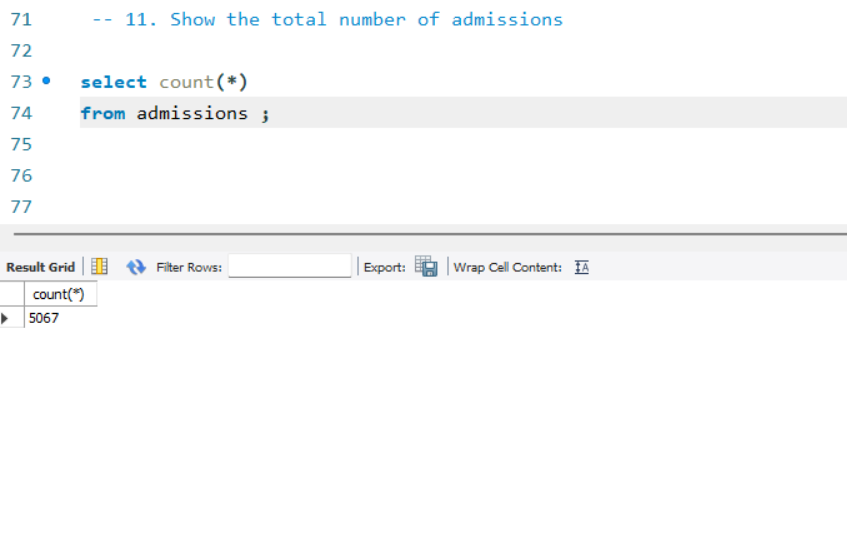 71 -- 11. Show the total number of admissions
72
73 select count(*)
74 from admissions ;
75
76
77
Result Grid Filter Rows: Export: Wrap Cell Content: IA
count(*)
5067